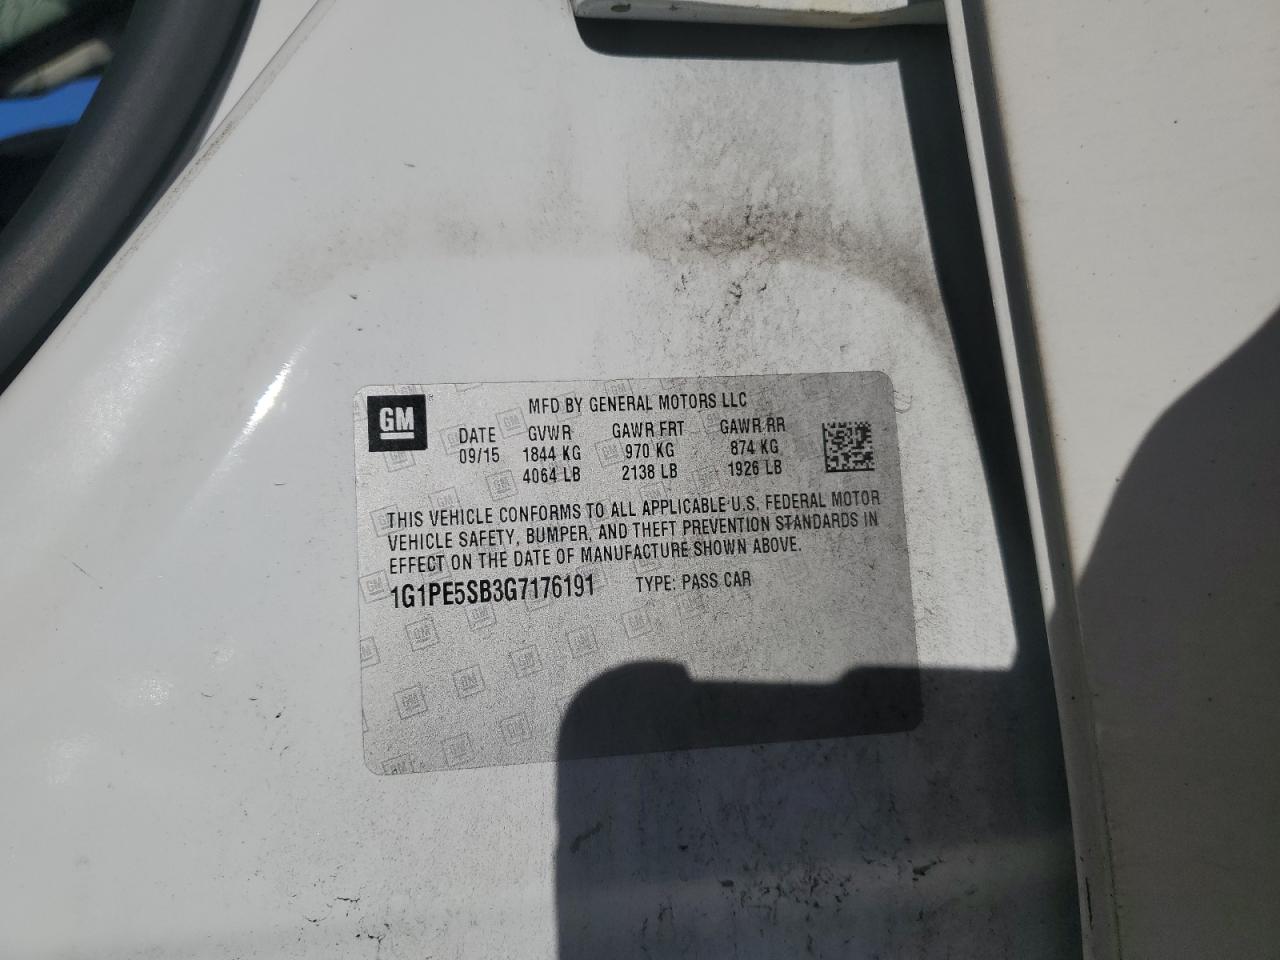 GM
MFD BY GENERAL MOTORS LLC
DATE GVWR GAWR FRT GAWR RR
09/15 1844 KG 970 KG 874 KG
4064 LB 2138 LB 1926 LB
THIS VEHICLE CONFORMS TO ALL APPLICABLE U.S. FEDERAL MOTOR
VEHICLE SAFETY, BUMPER, AND THEFT PREVENTION STANDARDS IN
EFFECT ON THE DATE OF MANUFACTURE SHOWN ABOVE.
1G1PE5SB3G7176191 TYPE: PASS CAR